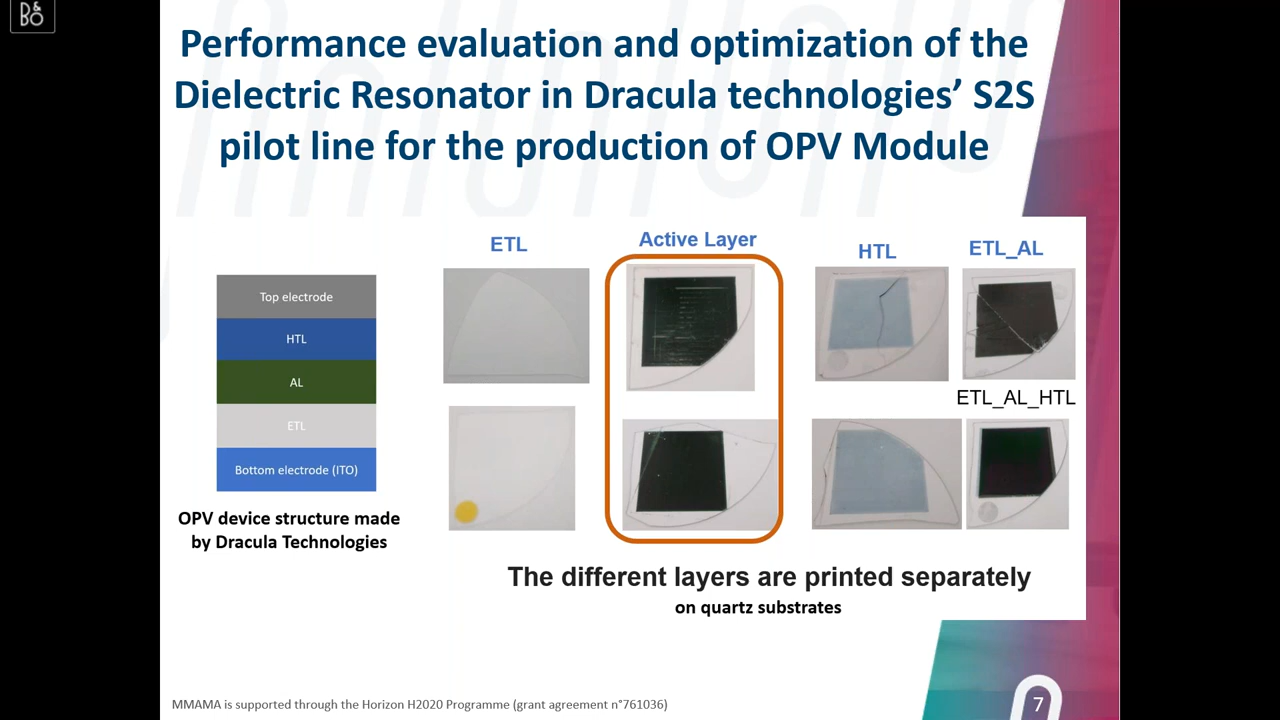 B&O
Performance evaluation and optimization of the
Dielectric Resonator in Dracula technologies’ S2S
pilot line for the production of OPV Module
Top electrode
HTL
AL
ETL
Bottom electrode (ITO)
OPV device structure made
by Dracula Technologies
ETL
Active Layer
HTL
ETL_AL
ETL_AL_HTL
The different layers are printed separately
on quartz substrates
MMAMA is supported through the Horizon H2020 Programme (grant agreement n°761036)
7